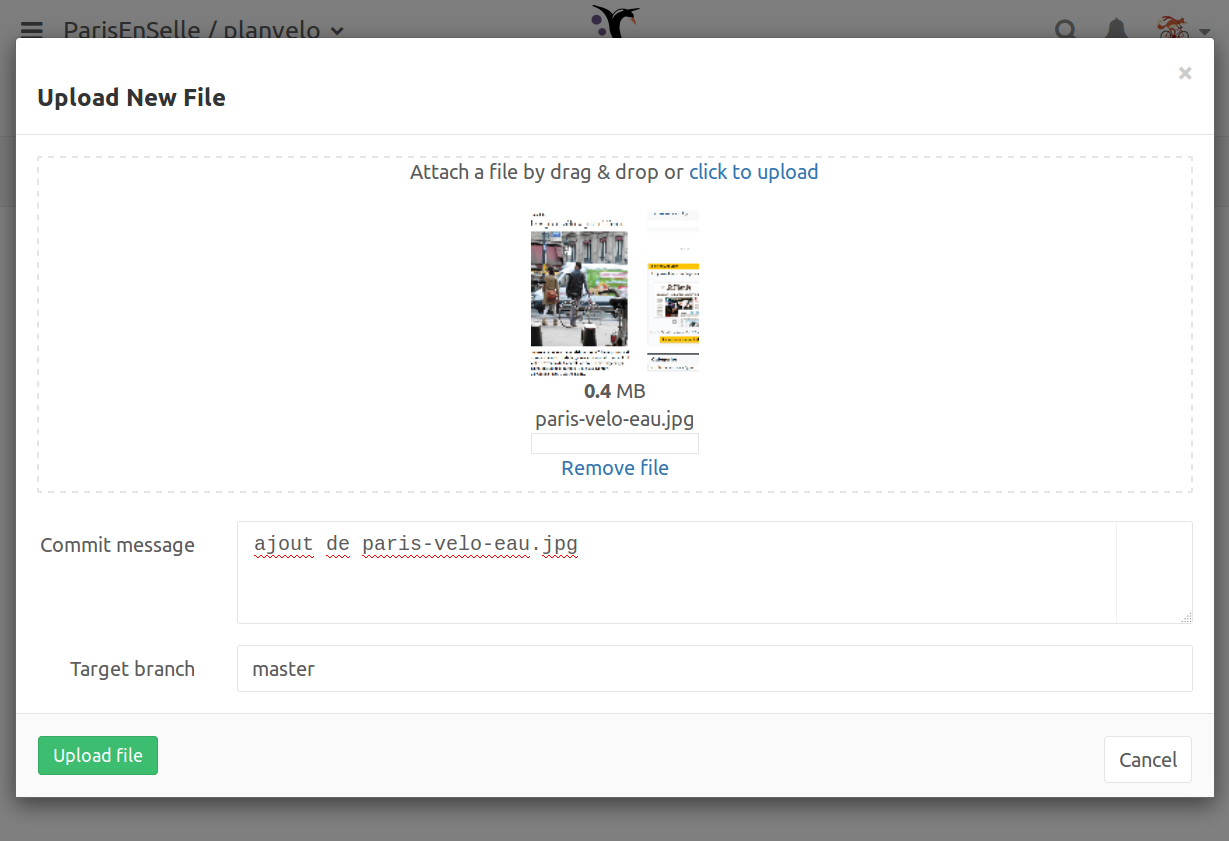 ParisEnSelle / planvelo
Upload New File
×
Attach a file by drag & drop or click to upload
0.4 MB
paris-velo-eau.jpg
Remove file
Commit message
ajout de paris-velo-eau.jpg
Target branch
master
Upload file
Cancel